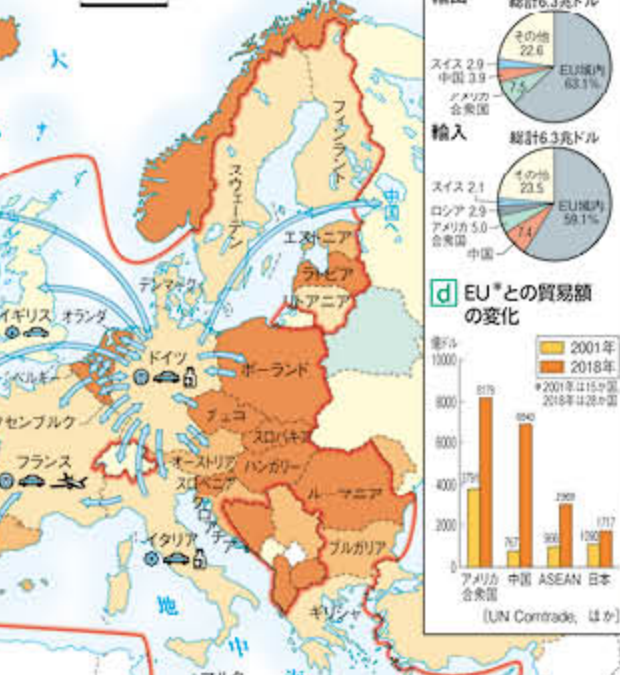 総計6.3兆ドル
その他
22.6
スイス 2.9
中国 3.9
7.5
アメリカ
合衆国
EU域内
63.1%
輸入
総計6.3兆ドル
その他
23.5
スイス 2.1
ロシア 2.9
アメリカ 5.0
合衆国
7.4
中国
EU域内
59.1%
d EU*との貿易額
の変化
億ドル
2001年
2018年
*2001年は15か国,
2018年は28か国
10000
8000
6000
4000
2000
0
8179
6940
767
2969
1717
アメリカ
合衆国
中国
ASEAN
日本
〔UN Comtrade, ほか〕
大
フィンランド
スウェーデン
中国へ
エストニア
ラトビア
リトアニア
デンマーク
イギリス
オランダ
ドイツ
ポーランド
ベルギー
チェコ
クセンブルク
スロバキア
フランス
オーストリア
ハンガリー
スロベニア
ルーマニア
クロアチア
イタリア
ブルガリア
ギリシャ
地
中